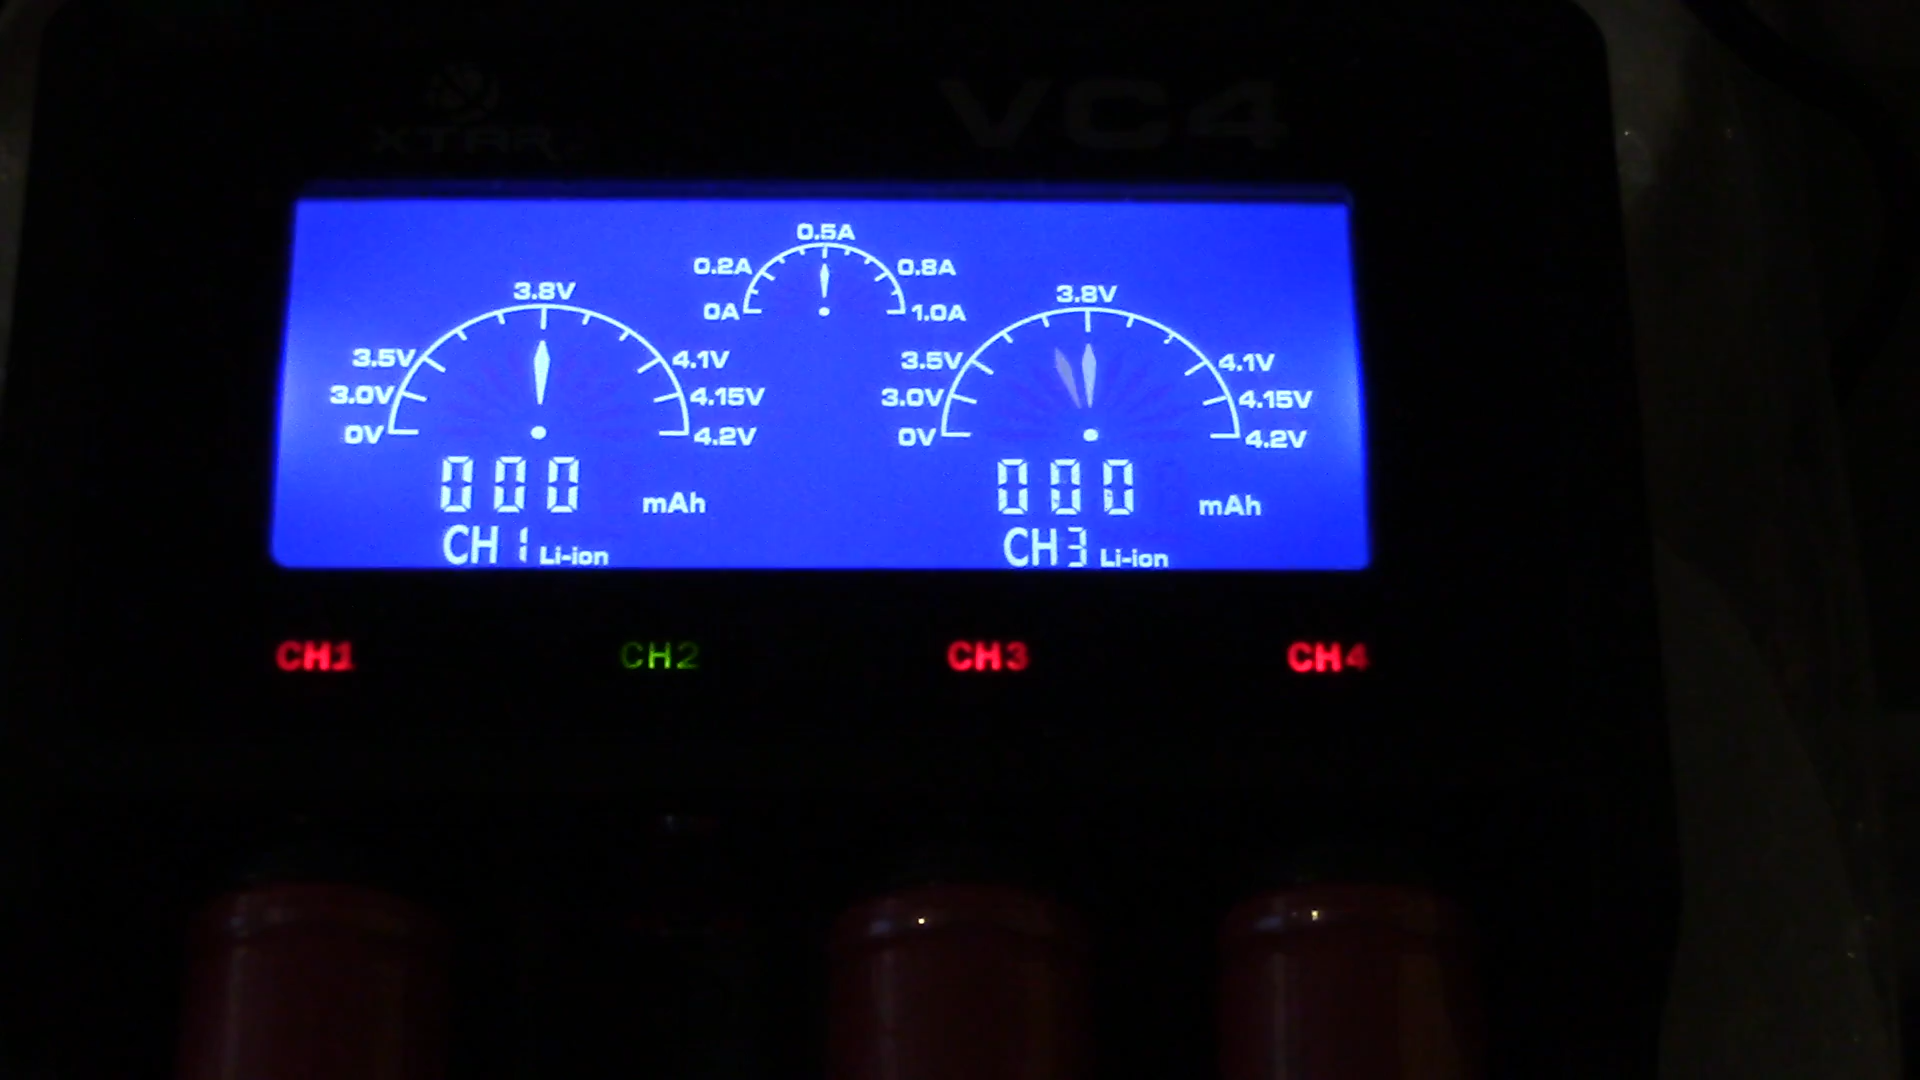 XTAR
VC4
0.5A
0.2A 0.8A
0A 1.0A
3.8V 3.8V
3.5V 4.1V 3.5V 4.1V
3.0V 4.15V 3.0V 4.15V
0V 4.2V 0V 4.2V
000 mAh 000 mAh
CH1 Li-ion CH3 Li-ion
CH1 CH2 CH3 CH4